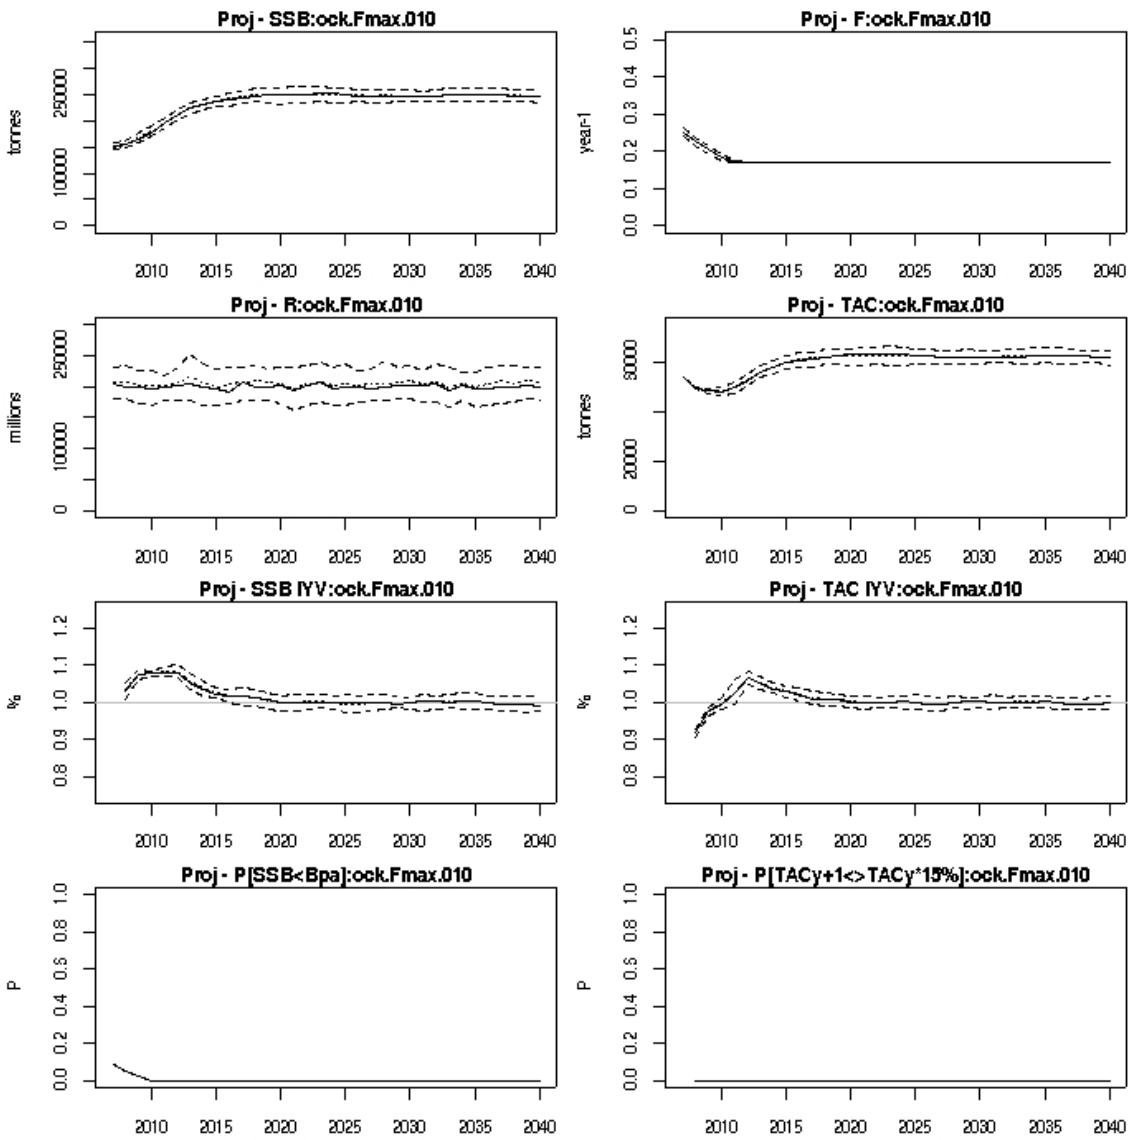 Proj - SSB:ock.Fmax.010
tonnes
0 100000 250000
2010 2015 2020 2025 2030 2035 2040
Proj - F:ock.Fmax.010
year-1
0.0 0.1 0.2 0.3 0.4 0.5
2010 2015 2020 2025 2030 2035 2040
Proj - R:ock.Fmax.010
millions
0 100000 250000
2010 2015 2020 2025 2030 2035 2040
Proj - TAC:ock.Fmax.010
tonnes
0 20000 60000
2010 2015 2020 2025 2030 2035 2040
Proj - SSB IYV:ock.Fmax.010
%
0.8 0.9 1.0 1.1 1.2
2010 2015 2020 2025 2030 2035 2040
Proj - TAC IYV:ock.Fmax.010
%
0.8 0.9 1.0 1.1 1.2
2010 2015 2020 2025 2030 2035 2040
Proj - P[SSB<Bpa]:ock.Fmax.010
P
0.0 0.2 0.4 0.6 0.8 1.0
2010 2015 2020 2025 2030 2035 2040
Proj - P[TACy+1<>TACy*15%]:ock.Fmax.010
P
0.0 0.2 0.4 0.6 0.8 1.0
2010 2015 2020 2025 2030 2035 2040